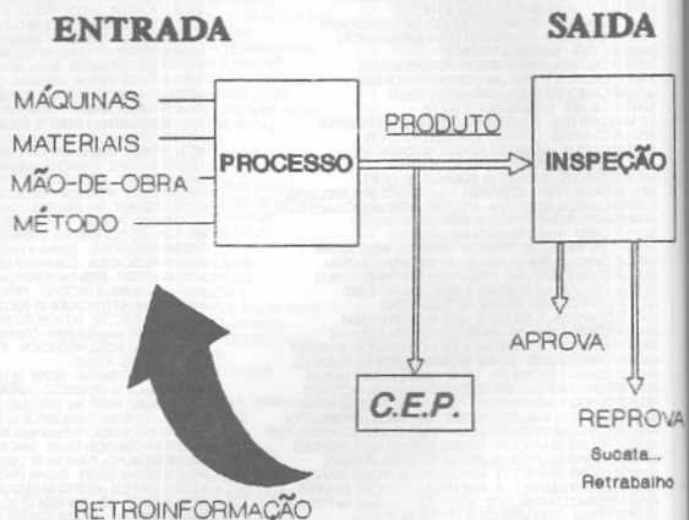 ENTRADA
SAIDA
MÁQUINAS
MATERIAIS
MÃO-DE-OBRA
MÉTODO
PROCESSO
PRODUTO
INSPEÇÃO
APROVA
C.E.P.
REPROVA
Sucata...
Retrabalho
RETROINFORMAÇÃO